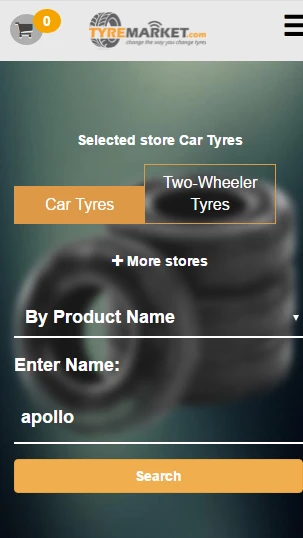 0
TYREMARKET.com
change the way you change tyres
Selected store Car Tyres
Car Tyres
Two-Wheeler
Tyres
+ More stores
By Product Name
Enter Name:
apollo
Search